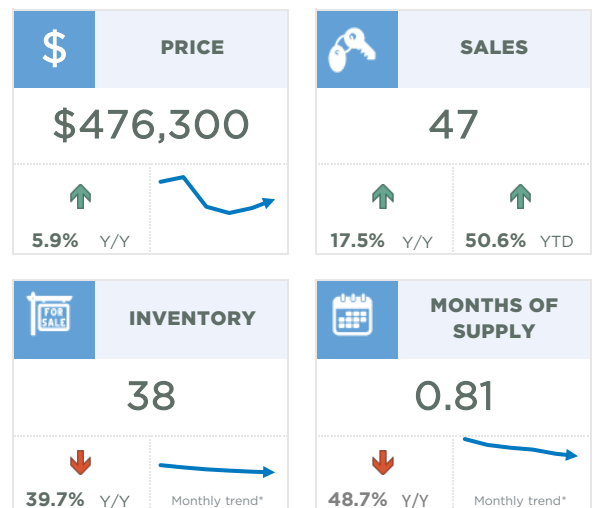 $
PRICE
$476,300
5.9% Y/Y
SALES
47
17.5% Y/Y
50.6% YTD
FOR
SALE
INVENTORY
38
39.7% Y/Y
Monthly trend*
MONTHS OF
SUPPLY
0.81
48.7% Y/Y
Monthly trend*